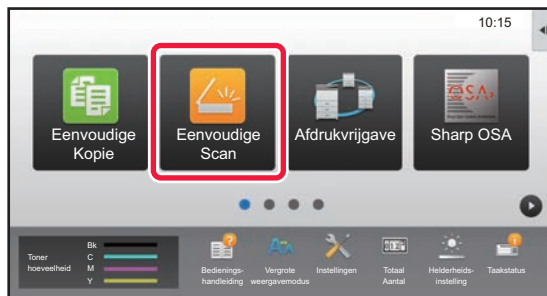 10:15
Eenvoudige
Kopie
Eenvoudige
Scan
Afdrukvrijgave
Sharp OSA
Toner
hoeveelheid
Bk
C
M
Y
Bedienings-
handleiding
Vergrote
weergavemodus
Instellingen
Totaal
Aantal
Helderheids-
instelling
Taakstatus